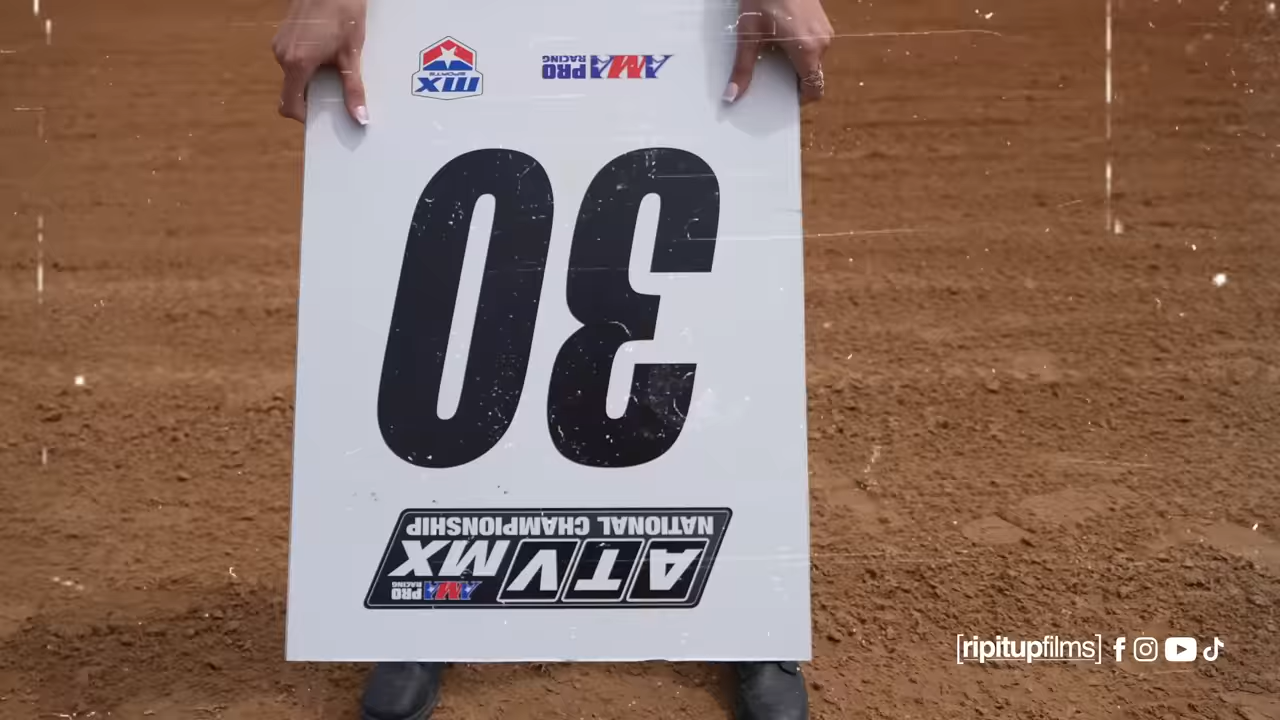 AMA PRO RACING
ATV MX
NATIONAL CHAMPIONSHIP
30
AMA PRO RACING
MX
SPORTS
[ripitupfilms]